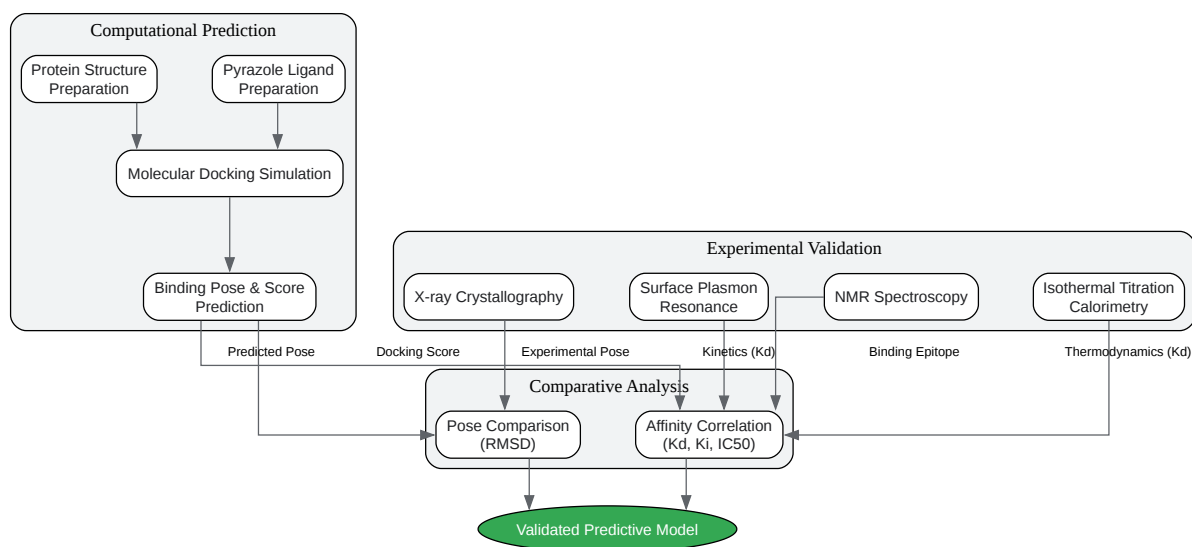 Computational Prediction
Protein Structure
Preparation
Pyrazole Ligand
Preparation
Molecular Docking Simulation
Binding Pose & Score
Prediction
Experimental Validation
X-ray Crystallography
Surface Plasmon
Resonance
NMR Spectroscopy
Isothermal Titration
Calorimetry
Predicted Pose
Docking Score
Experimental Pose
Kinetics (Kd)
Binding Epitope
Thermodynamics (Kd)
Comparative Analysis
Pose Comparison
(RMSD)
Affinity Correlation
(Kd, Ki, IC50)
Validated Predictive Model